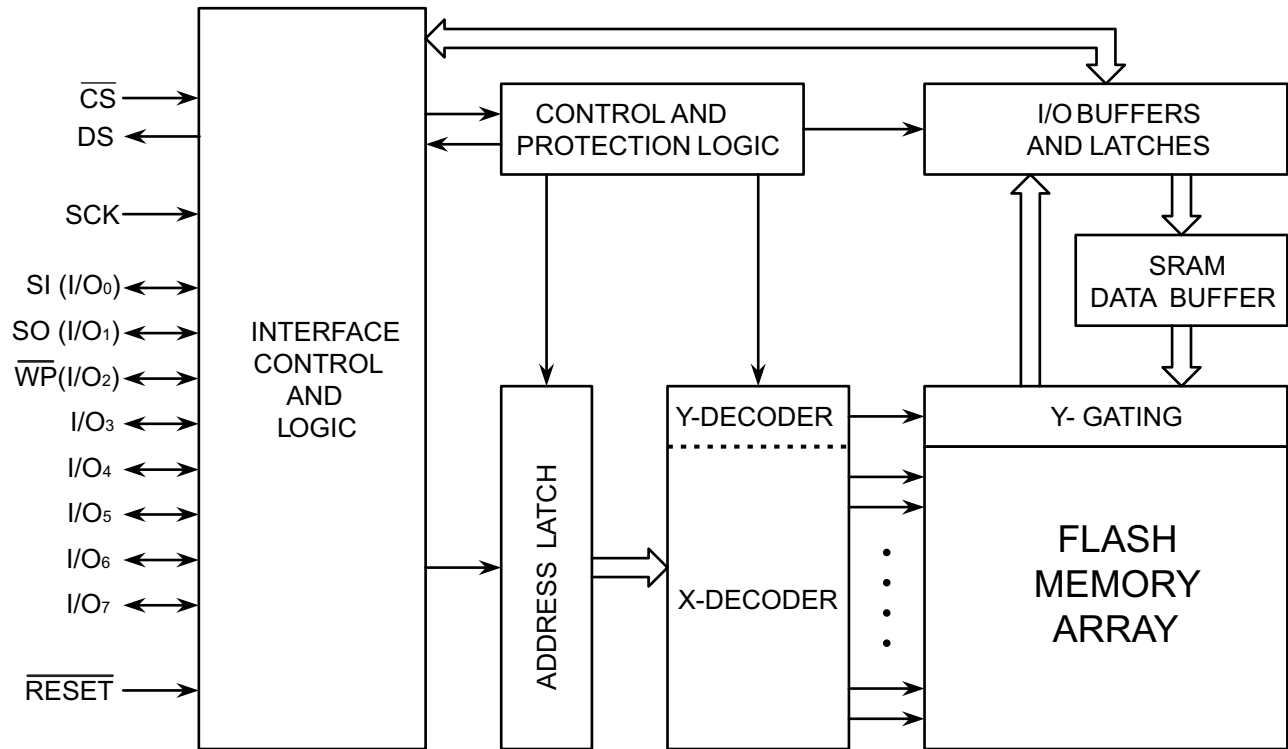 CS
DS
SCK
SI (I/O0)
SO (I/O1)
WP(I/O2)
I/O3
I/O4
I/O5
I/O6
I/O7
RESET
INTERFACE
CONTROL
AND
LOGIC
CONTROL AND
PROTECTION LOGIC
I/O BUFFERS
AND LATCHES
SRAM
DATA BUFFER
ADDRESS LATCH
Y-DECODER
X-DECODER
Y- GATING
FLASH
MEMORY
ARRAY